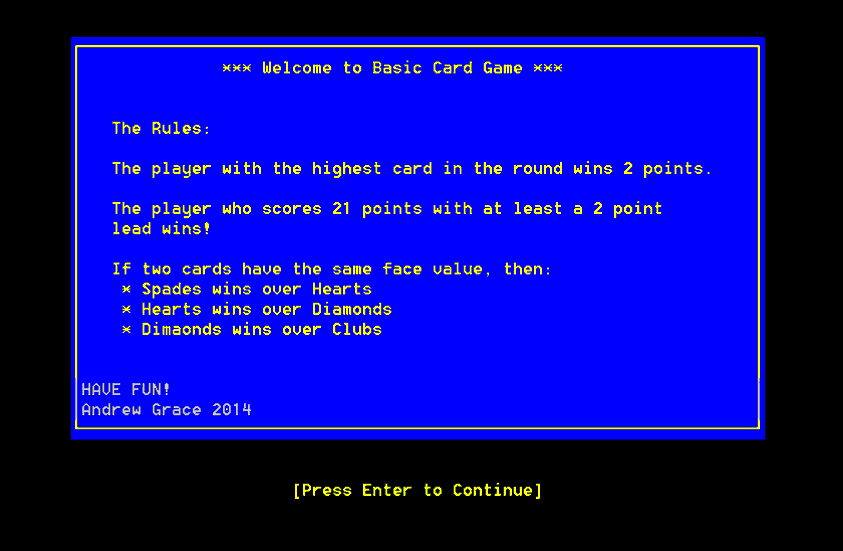 *** Welcome to Basic Card Game ***
The Rules:
The player with the highest card in the round wins 2 points.
The player who scores 21 points with at least a 2 point
lead wins!
If two cards have the same face value, then:
* Spades wins over Hearts
* Hearts wins over Diamonds
* Dimaonds wins over Clubs
HAVE FUN!
Andrew Grace 2014
[Press Enter to Continue]